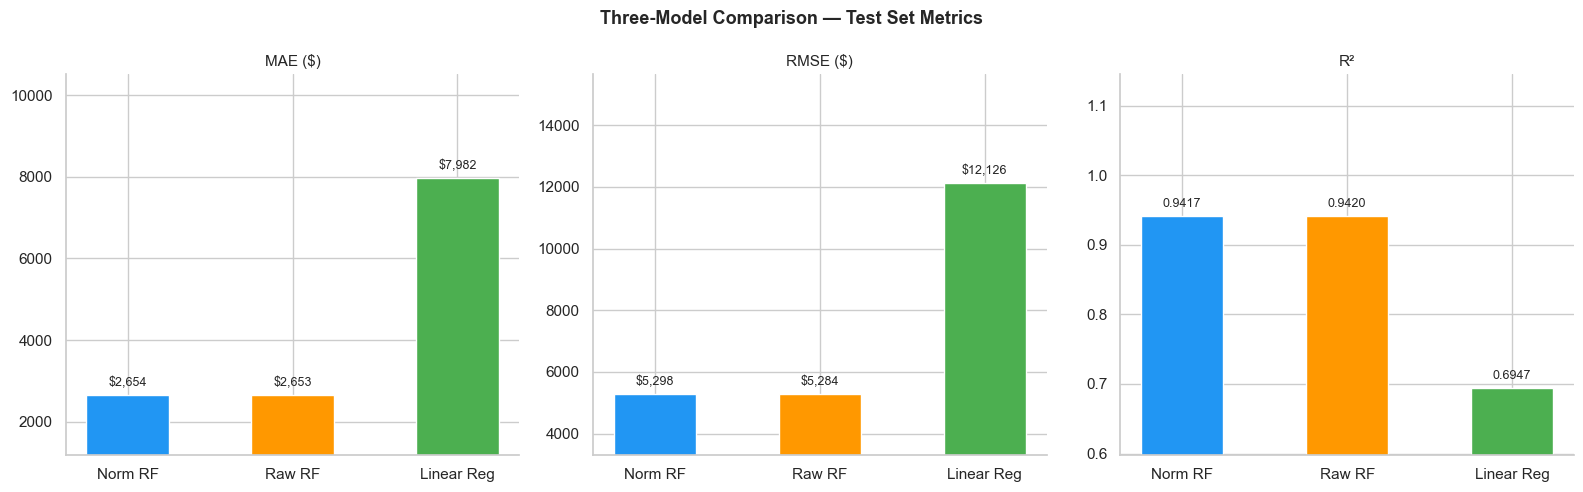 Three-Model Comparison — Test Set Metrics
MAE ($)
10000
8000
6000
4000
2000
$2,654
$2,653
$7,982
Norm RF
Raw RF
Linear Reg
RMSE ($)
14000
12000
10000
8000
6000
4000
$5,298
$5,284
$12,126
Norm RF
Raw RF
Linear Reg
R²
1.1
1.0
0.9
0.8
0.7
0.6
0.9417
0.9420
0.6947
Norm RF
Raw RF
Linear Reg